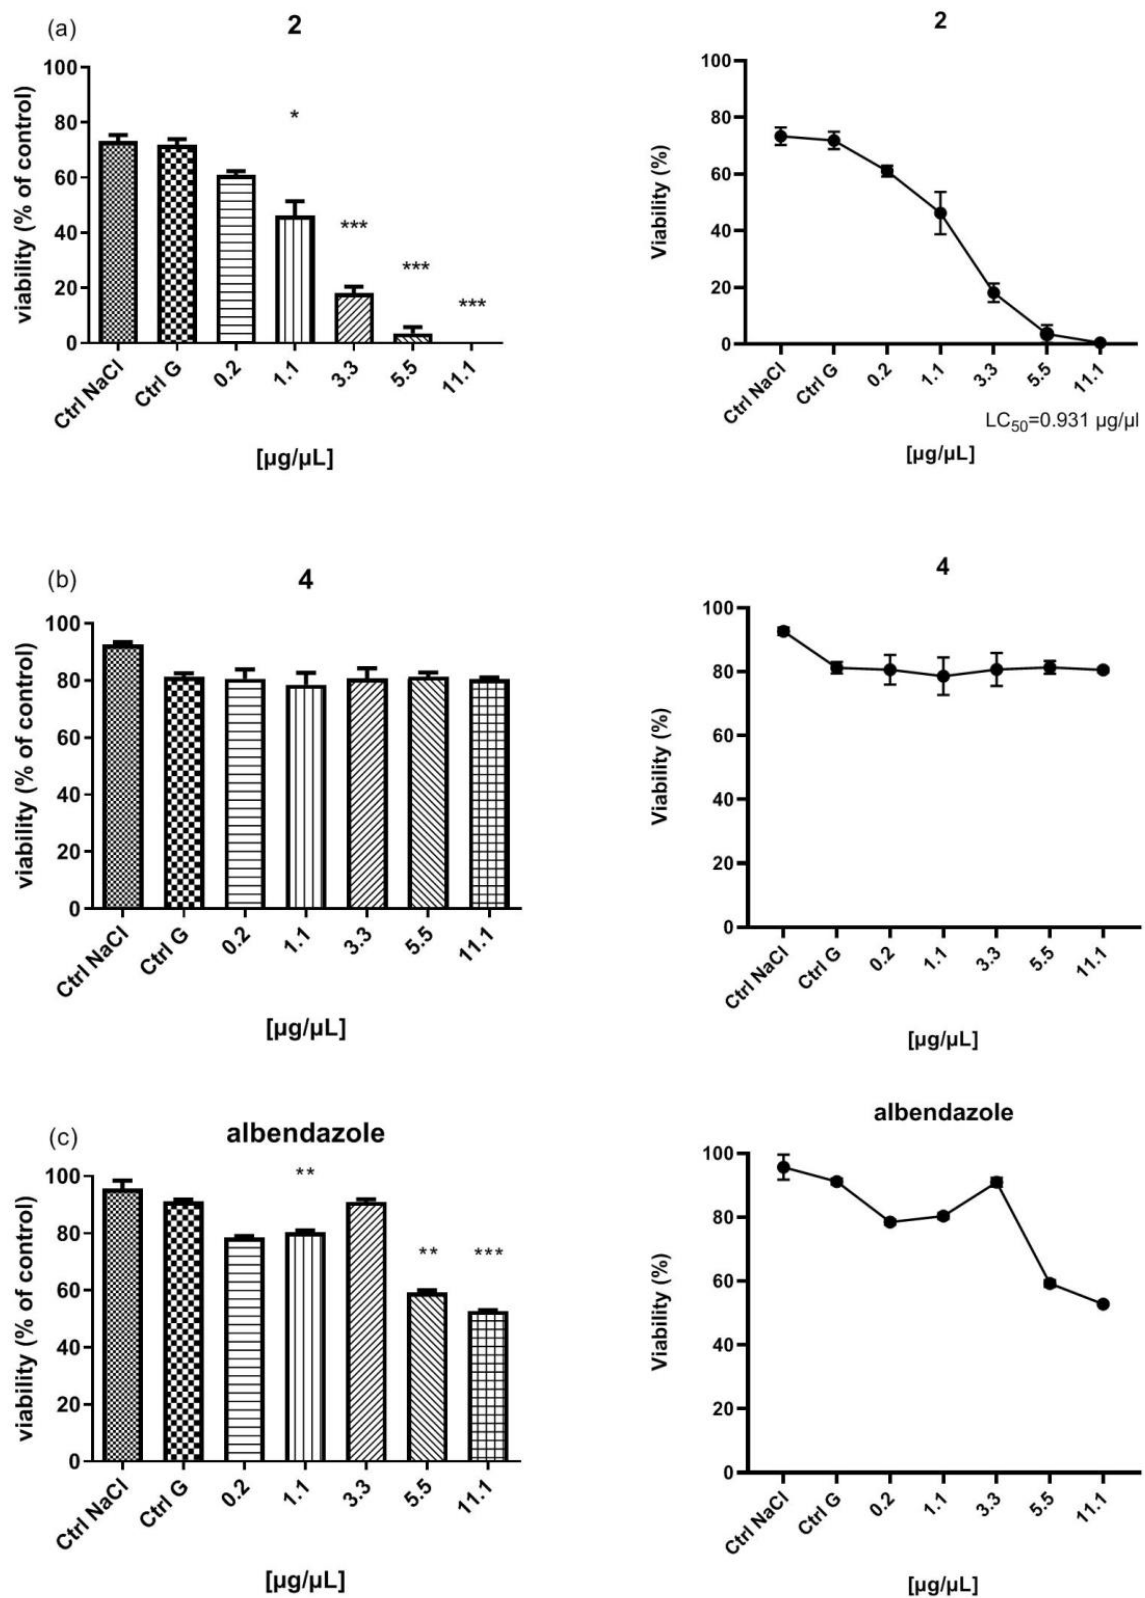 (a)
2
viability (% of control)
100
80
60
40
20
0
*
***
***
***
Ctrl NaCl
Ctrl G
0.2
1.1
3.3
5.5
11.1
[µg/µL]
2
Viability (%)
100
80
60
40
20
0
Ctrl NaCl
Ctrl G
0.2
1.1
3.3
5.5
11.1
LC50=0.931 µg/µl
[µg/µL]
(b)
4
viability (% of control)
100
80
60
40
20
0
Ctrl NaCl
Ctrl G
0.2
1.1
3.3
5.5
11.1
[µg/µL]
4
Viability (%)
100
80
60
40
20
0
Ctrl NaCl
Ctrl G
0.2
1.1
3.3
5.5
11.1
[µg/µL]
(c)
albendazole
viability (% of control)
100
80
60
40
20
0
**
**
***
Ctrl NaCl
Ctrl G
0.2
1.1
3.3
5.5
11.1
[µg/µL]
albendazole
Viability (%)
100
80
60
40
20
0
Ctrl NaCl
Ctrl G
0.2
1.1
3.3
5.5
11.1
[µg/µL]